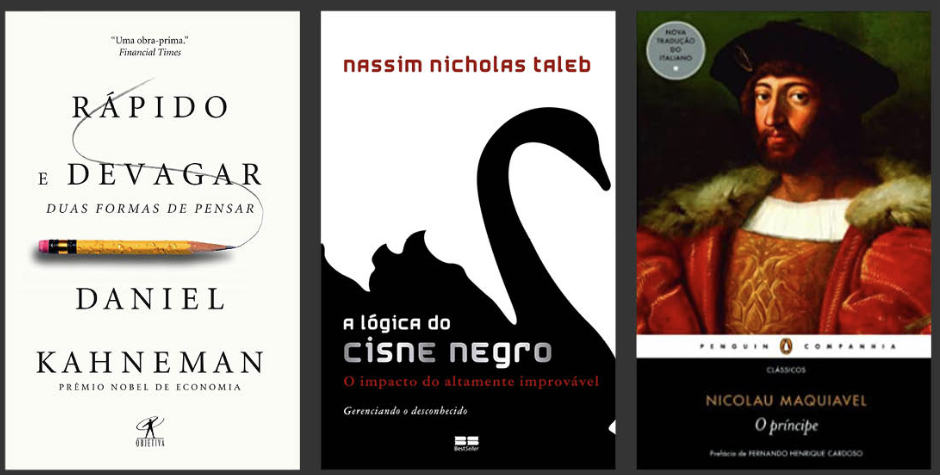 "Uma obra-prima."
Financial Times
RÁPIDO
E DEVAGAR
DUAS FORMAS DE PENSAR
DANIEL
KAHNEMAN
PRÊMIO NOBEL DE ECONOMIA
OBJETIVA
nassim nicholas taleb
a lógica do
cisne negro
O impacto do altamente improvável
Gerenciando o desconhecido
BestSeller
NOVA
TRADUÇÃO
DO
ITALIANO
PENGUIN COMPANHIA
CLÁSSICOS
NICOLAU MAQUIAVEL
O príncipe
Prefácio de FERNANDO HENRIQUE CARDOSO